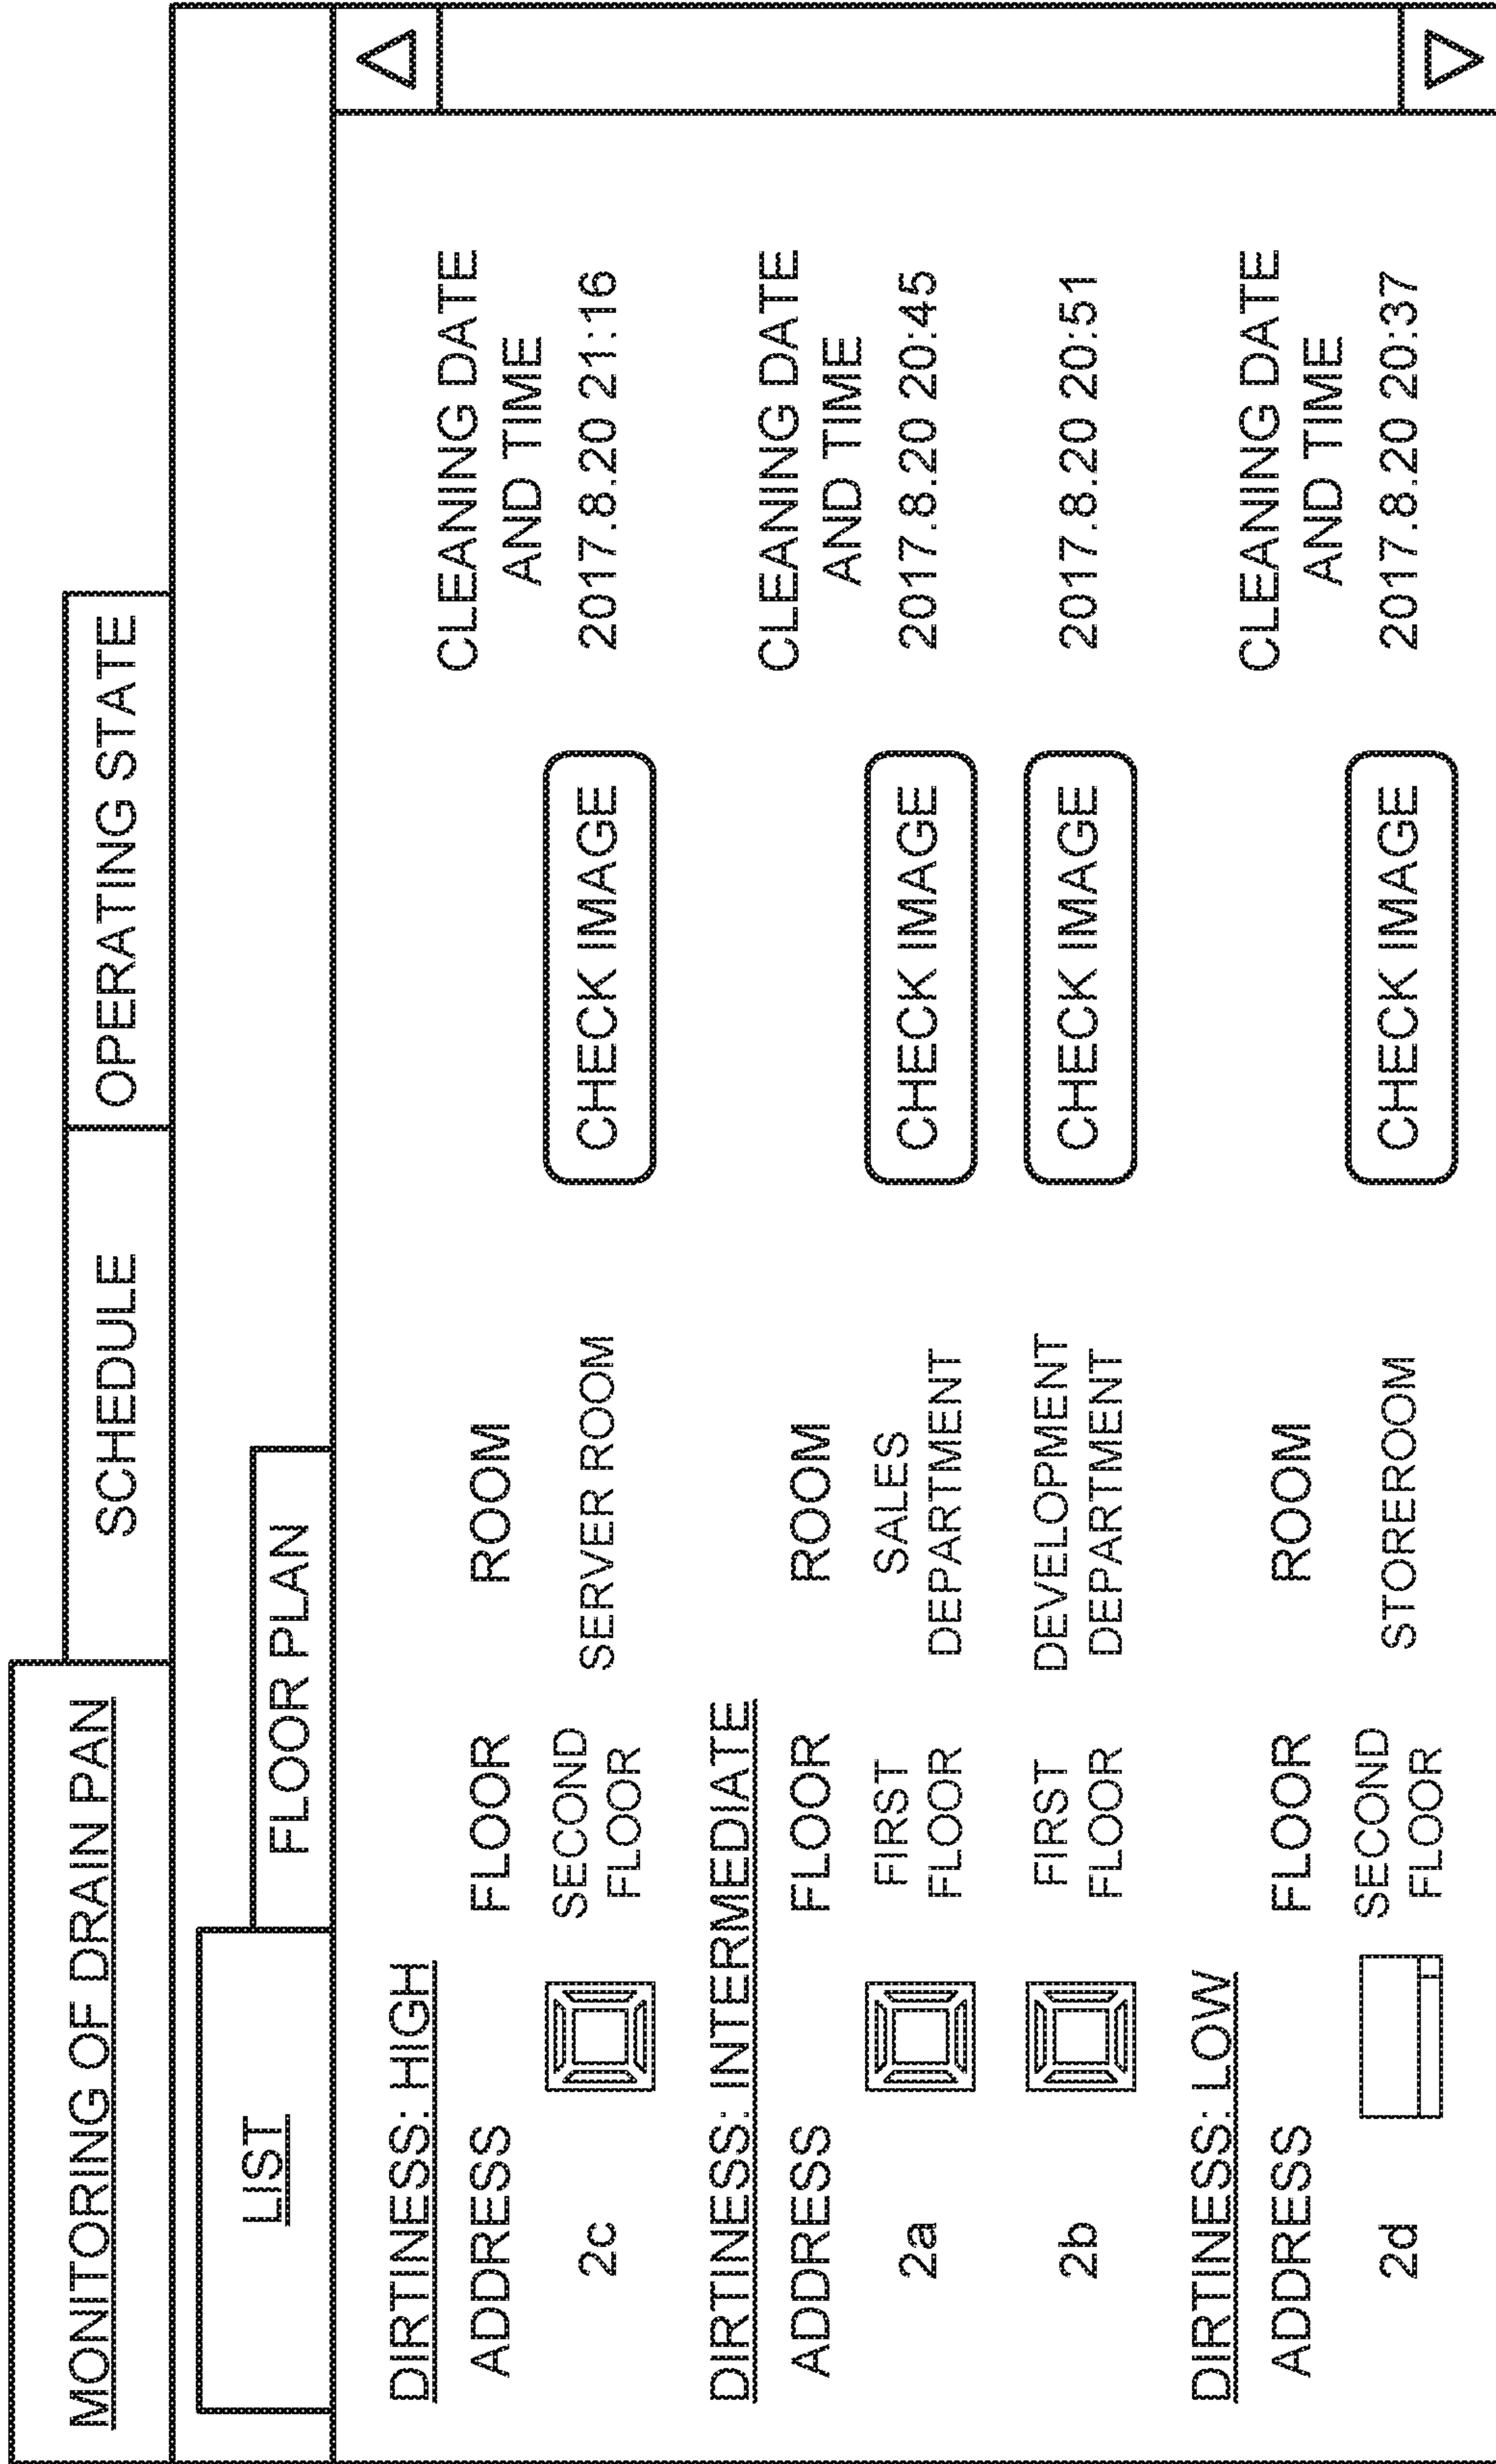 MONITORING OF DRAIN PAN
SCHEDULE
OPERATING STATE
LIST
FLOOR PLAN
DIRTINESS: HIGH
ADDRESS FLOOR ROOM CLEANING DATE
AND TIME
2c SECOND
FLOOR SERVER ROOM CHECK IMAGE 2017.8.20 21:16
DIRTINESS: INTERMEDIATE
ADDRESS FLOOR ROOM CLEANING DATE
AND TIME
2a FIRST
FLOOR SALES
DEPARTMENT CHECK IMAGE 2017.8.20 20:45
2b FIRST
FLOOR DEVELOPMENT
DEPARTMENT CHECK IMAGE 2017.8.20 20:51
DIRTINESS: LOW
ADDRESS FLOOR ROOM CLEANING DATE
AND TIME
2d SECOND
FLOOR STOREROOM CHECK IMAGE 2017.8.20 20:37